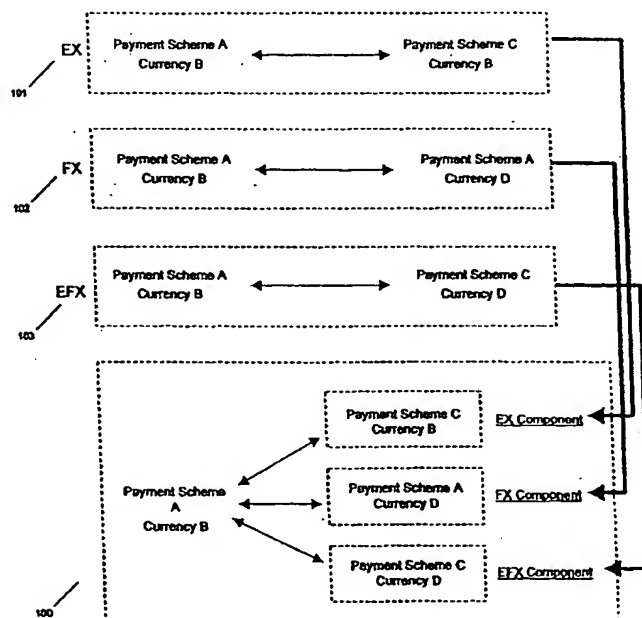 EX
Payment Scheme A
Currency B
Payment Scheme C
Currency B
101
FX
Payment Scheme A
Currency B
Payment Scheme A
Currency D
102
EFX
Payment Scheme A
Currency B
Payment Scheme C
Currency D
103
Payment Scheme C
Currency B
EX Component
Payment Scheme
A
Currency B
Payment Scheme A
Currency D
FX Component
Payment Scheme C
Currency D
EFX Component
100